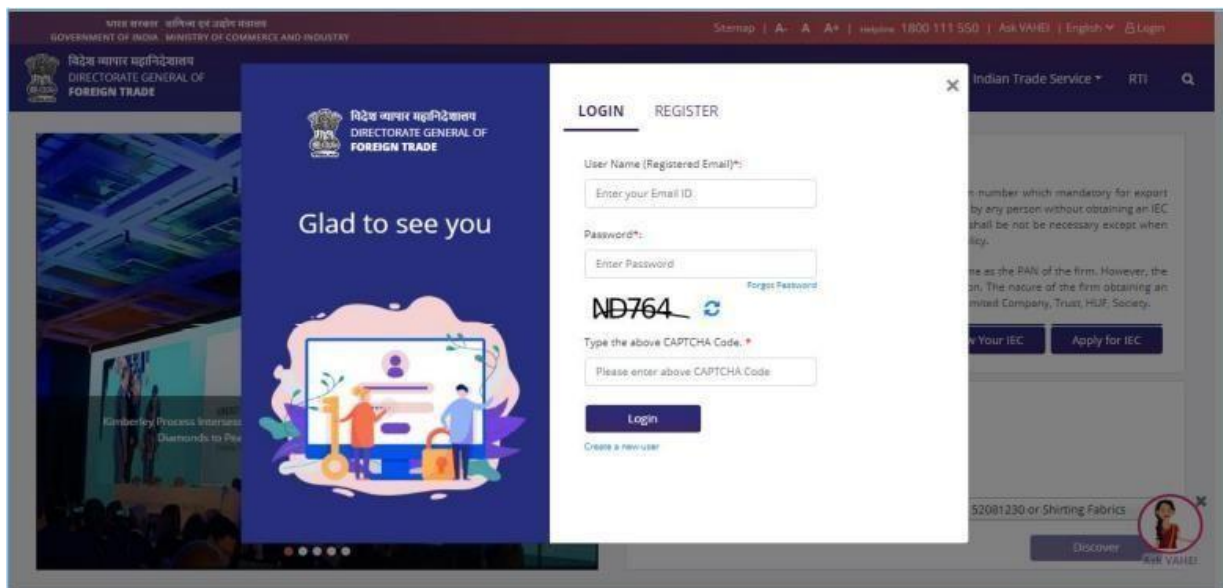 भारत सरकार वाणिज्य एवं उद्योग मंत्रालय
GOVERNMENT OF INDIA MINISTRY OF COMMERCE AND INDUSTRY
Sitemap | A- A A+ | Helpline 1800 111 550 | Ask VAHEI | English Login
विदेश व्यापार महानिदेशालय
DIRECTORATE GENERAL OF
FOREIGN TRADE
Indian Trade Service RTI
विदेश व्यापार महानिदेशालय
DIRECTORATE GENERAL OF
FOREIGN TRADE
Glad to see you
LOGIN REGISTER
User Name (Registered Email)*:
Enter your Email ID
Password*:
Enter Password
Forgot Password
ND764
Type the above CAPTCHA Code. *
Please enter above CAPTCHA Code
Login
Create a new user
number which mandatory for export
by any person without obtaining an IEC
shall be not be necessary except when
as the PAN of the firm. However, the
The nature of the firm obtaining an
Company, Trust, HUF, Society.
Your IEC
Apply for IEC
Kimberley Process
Diamonds to
52081230 or Shirting Fabrics
Discover
Ask VAHEI